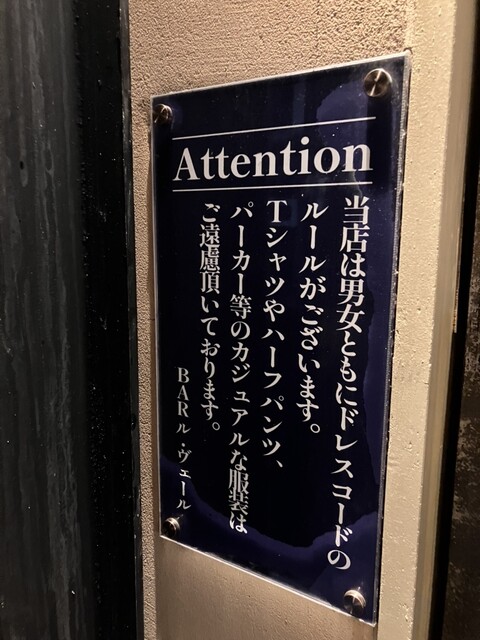 Attention
当店は男女ともにドレスコードの
ルールがございます。
Tシャツやハーフパンツ、
パーカー等のカジュアルな服装は
ご遠慮頂いております。
BARル・ヴェール